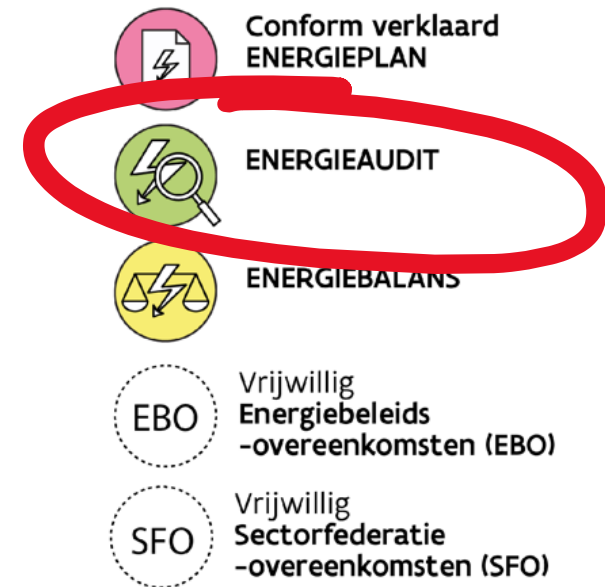 Conform verklaard
ENERGIEPLAN
ENERGIEAUDIT
ENERGIEBALANS
EBO
Vrijwillig
Energiebeleids
-overeenkomsten (EBO)
SFO
Vrijwillig
Sectorfederatie
-overeenkomsten (SFO)